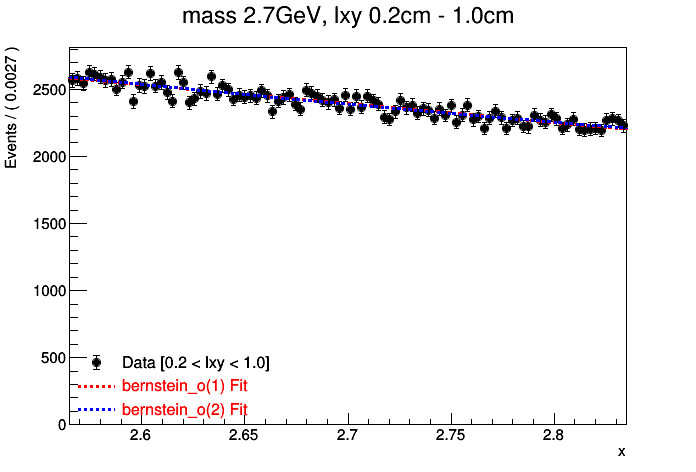 mass 2.7GeV, lxy 0.2cm - 1.0cm
Events / ( 0.0027 )
2500
2000
1500
1000
500
0
Data [0.2 < lxy < 1.0]
bernstein_o(1) Fit
bernstein_o(2) Fit
2.6
2.65
2.7
2.75
2.8
x